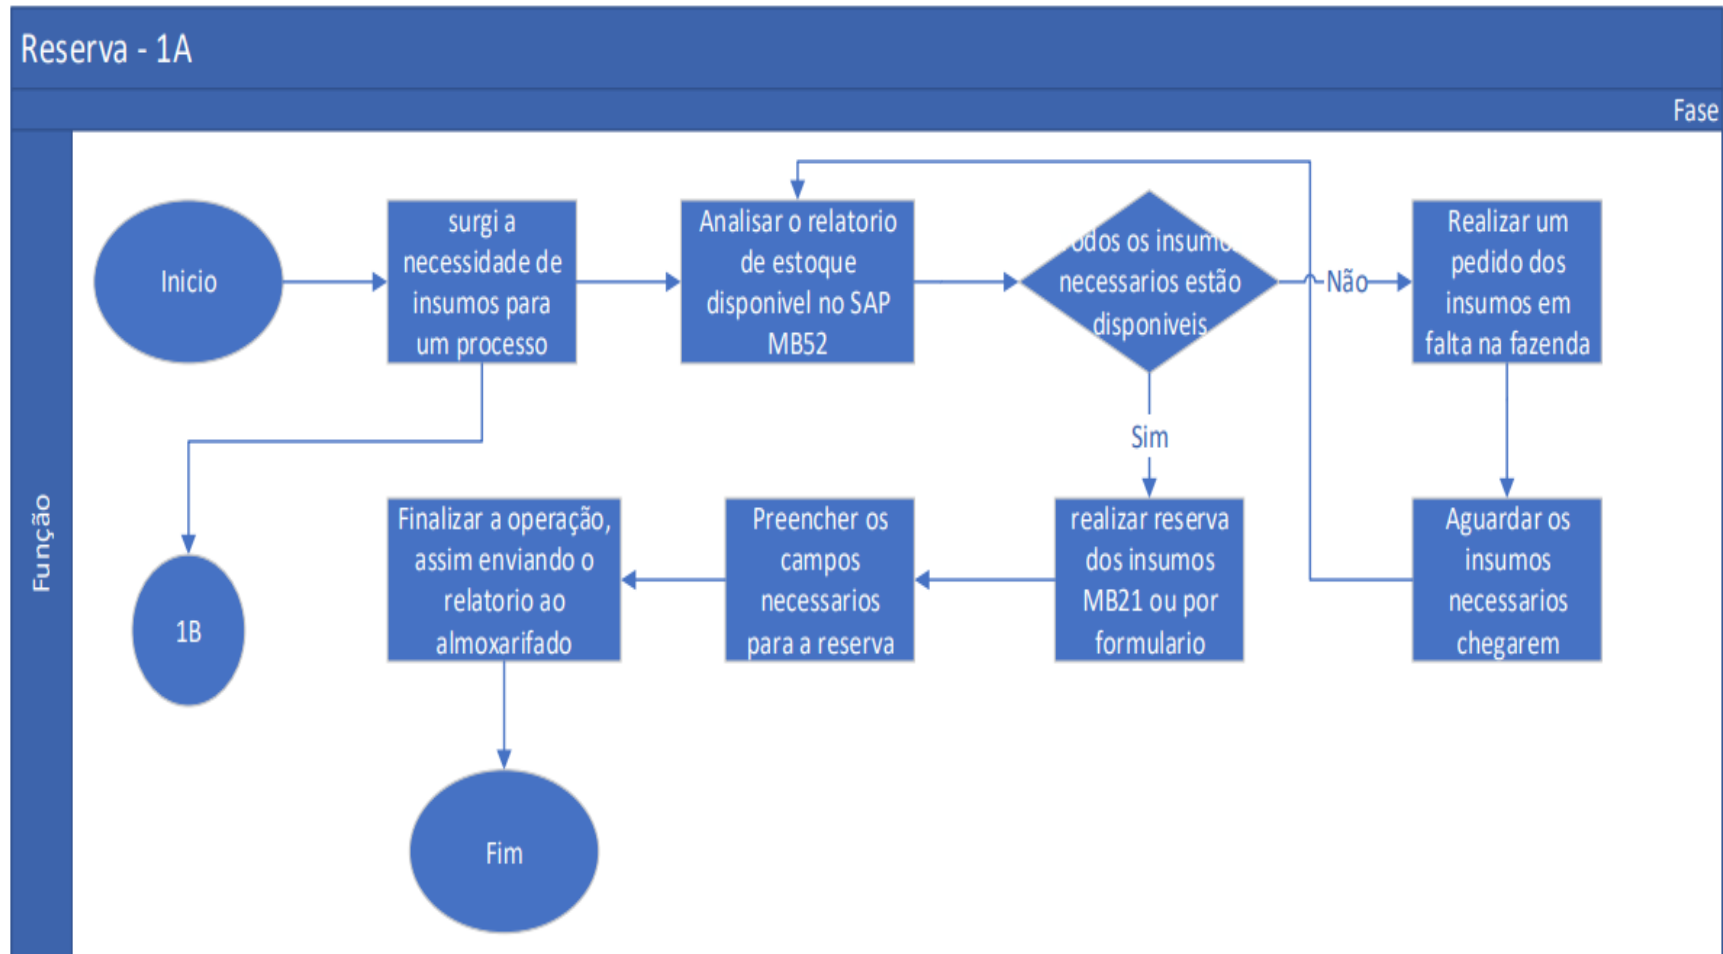 Reserva - 1A
Fase
Função
Inicio
surgi a
necessidade de
insumos para
um processo
Analisar o relatorio
de estoque
disponivel no SAP
MB52
odos os insumo
necessarios estão
disponiveis
Não
Realizar um
pedido dos
insumos em
falta na fazenda
Sim
1B
Finalizar a operação,
assim enviando o
relatorio ao
almoxarifado
Preencher os
campos
necessarios
para a reserva
realizar reserva
dos insumos
MB21 ou por
formulario
Aguardar os
insumos
necessarios
chegarem
Fim